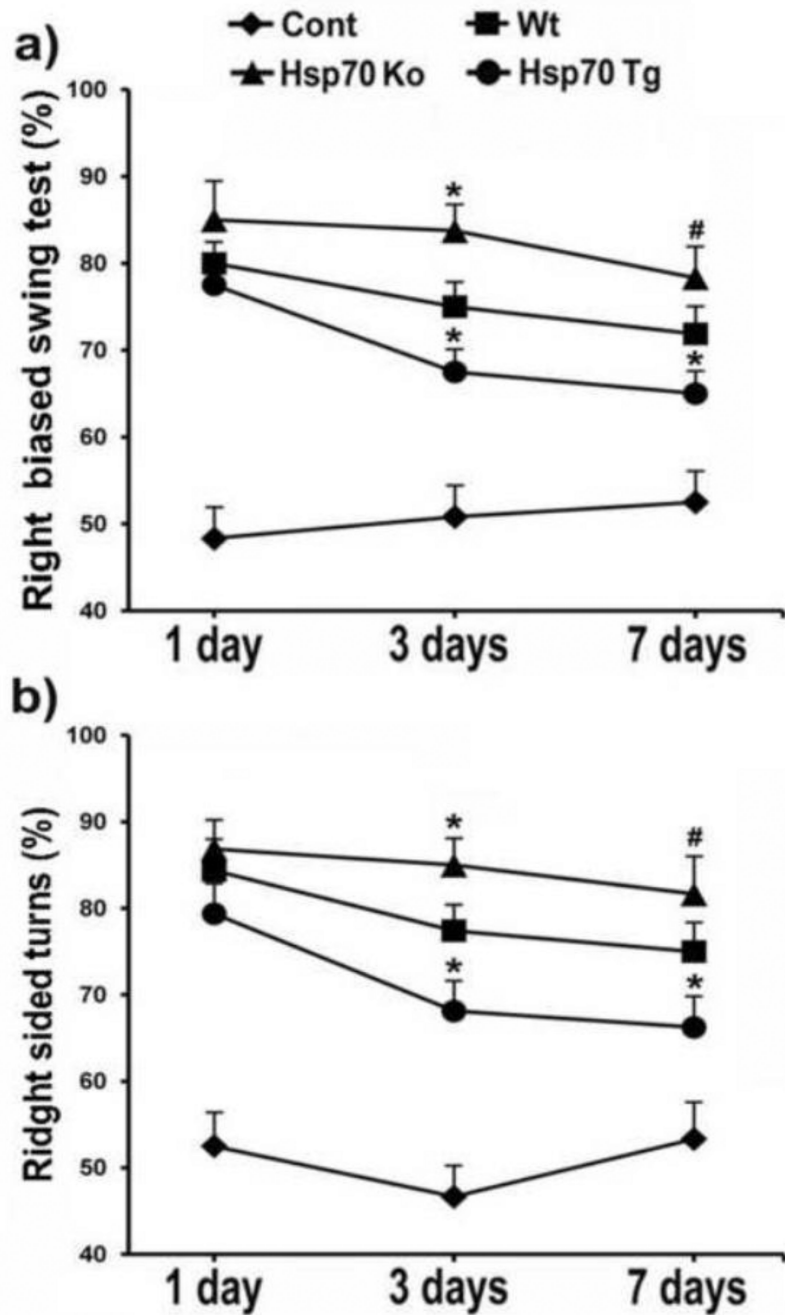 Cont Wt
a)
Hsp70 Ko Hsp70 Tg
Right biased swing test (%)
100
90
80
70
60
50
40
*
#
*
*
1 day 3 days 7 days
b)
Ridght sided turns (%)
100
90
80
70
60
50
40
*
#
*
*
1 day 3 days 7 days